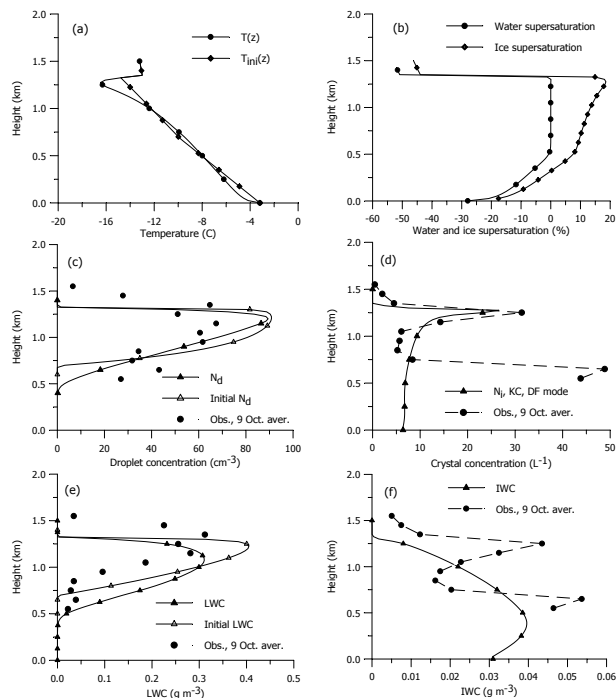 (a)
T(z)
T_ini(z)
Height (km)
2.0
1.5
1.0
0.5
0.0
-20 -16 -12 -8 -4 0
Temperature (C)
(b)
Water supersaturation
Ice supersaturation
Height (km)
2.0
1.5
1.0
0.5
0.0
-60 -50 -40 -30 -20 -10 0 10 20
Water and ice supersaturation (%)
(c)
Height (km)
2.0
1.5
1.0
0.5
0.0
N_d
Initial N_d
Obs., 9 Oct. aver.
0 20 40 60 80 100
Droplet concentration (cm⁻³)
(d)
Height (km)
2.0
1.5
1.0
0.5
0.0
N_i, KC, DF mode
Obs., 9 Oct. aver.
0 10 20 30 40 50
Crystal concentration (L⁻¹)
(e)
Height (km)
2.0
1.5
1.0
0.5
0.0
LWC
Initial LWC
Obs., 9 Oct. aver.
0.0 0.1 0.2 0.3 0.4 0.5
LWC (g m⁻³)
(f)
IWC
Obs., 9 Oct. aver.
Height (km)
2.0
1.5
1.0
0.5
0.0
0.00 0.01 0.02 0.03 0.04 0.05 0.06
IWC (g m⁻³)